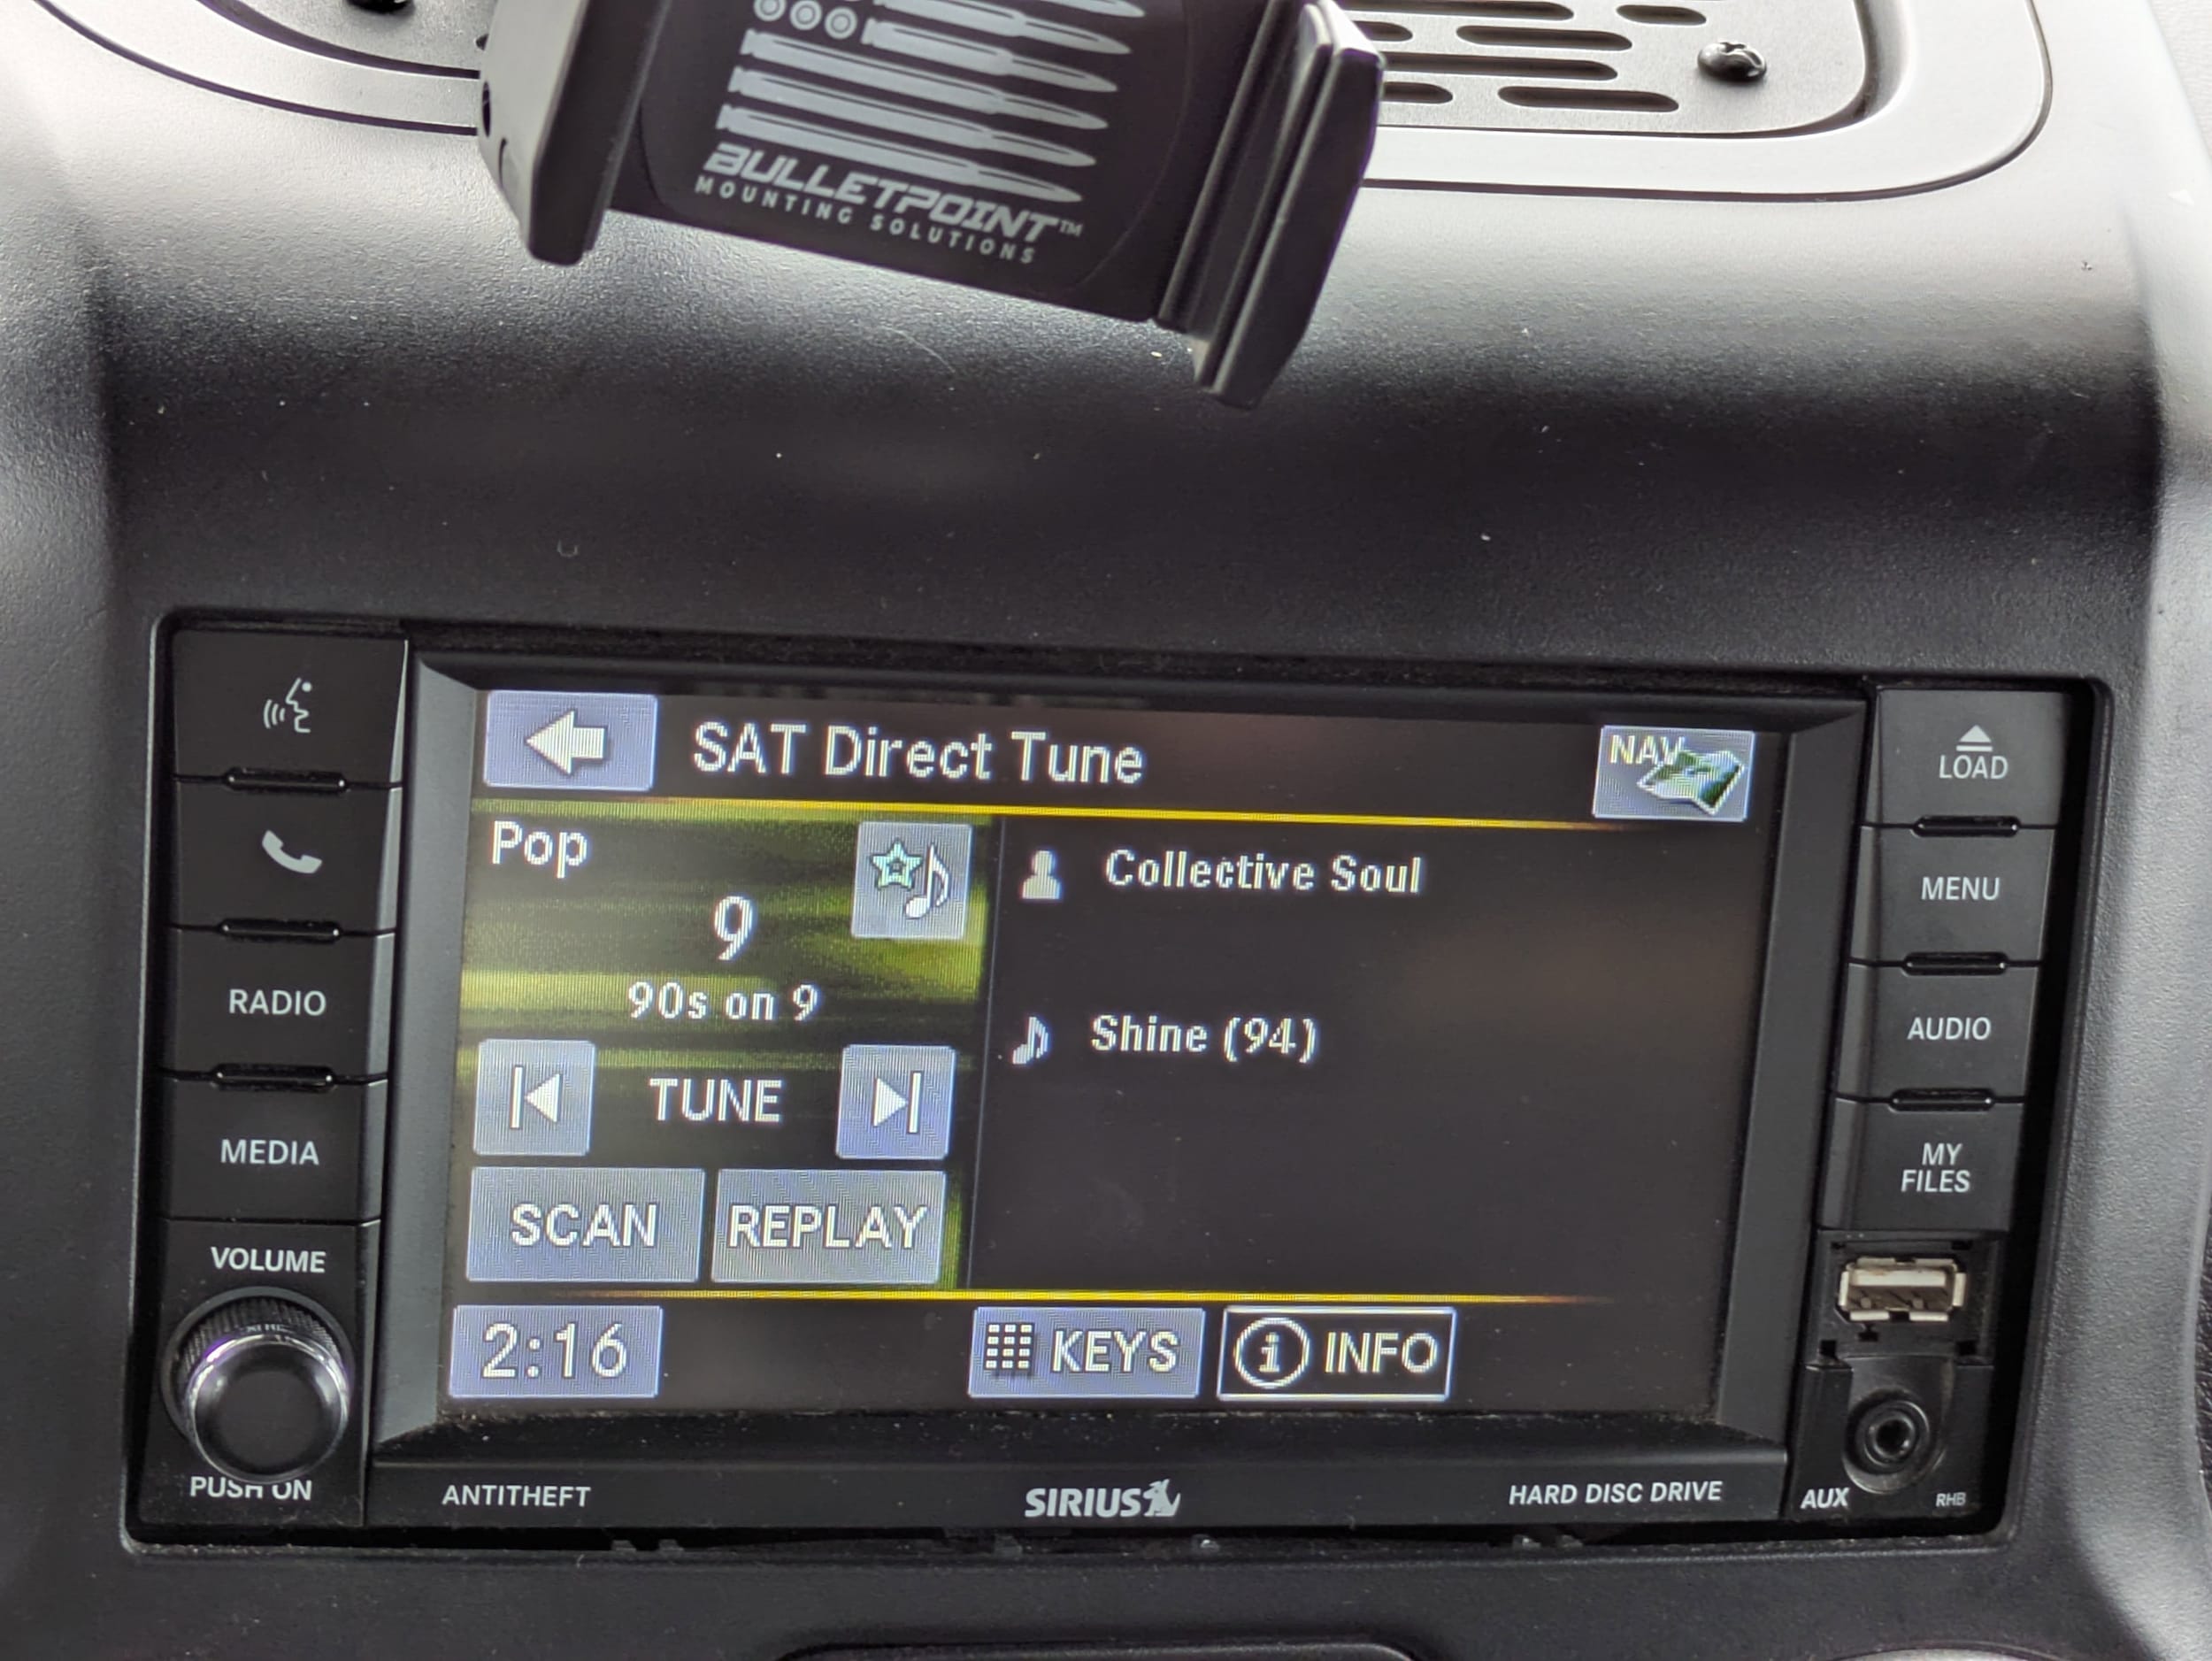 BULLETPOINT™
MOUNTING SOLUTIONS
SAT Direct Tune
NAV
LOAD
Pop
Collective Soul
MENU
9
RADIO
90s on 9
Shine (94)
AUDIO
TUNE
MEDIA
MY
FILES
SCAN
REPLAY
VOLUME
2:16
KEYS
i INFO
PUSH ON
ANTITHEFT
SIRIUS
HARD DISC DRIVE
AUX
RHB